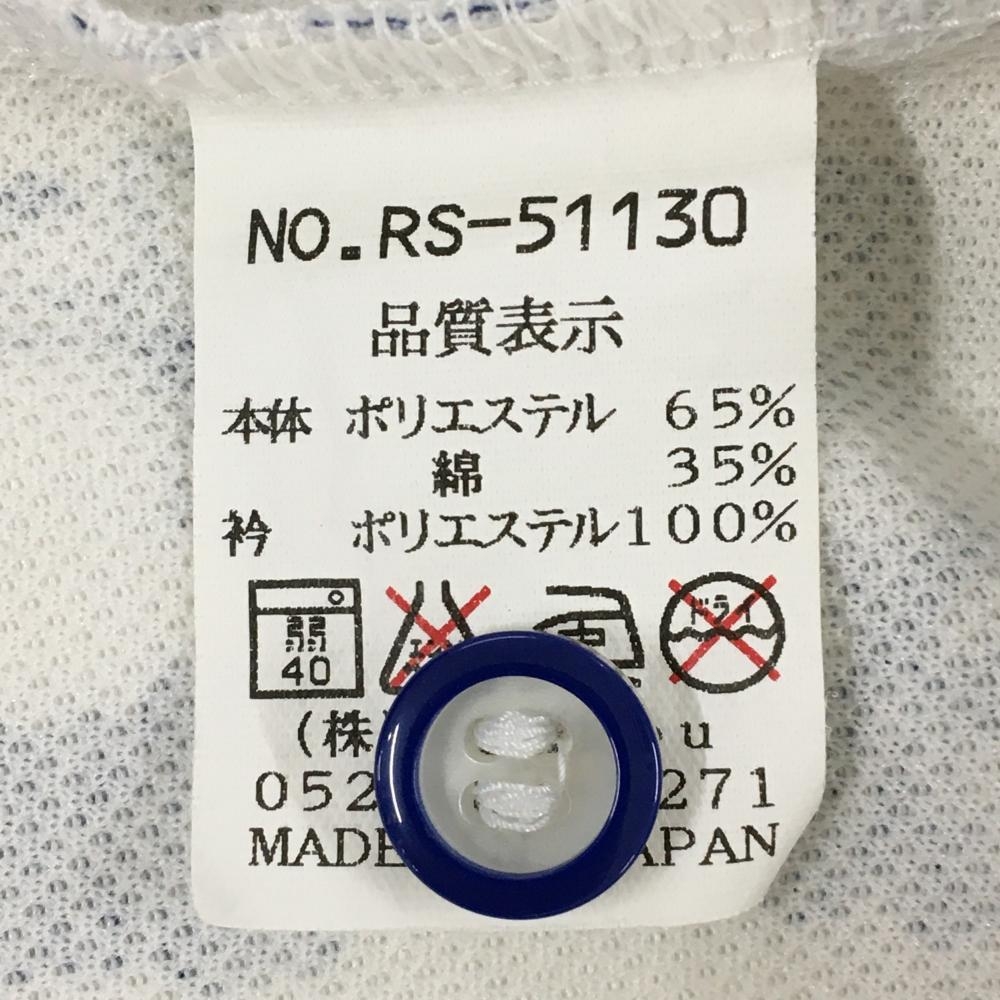 NO.RS-51130
品質表示
本体 ポリエステル 65%
綿 35%
衿 ポリエステル100%
弱 ドライ
40
(株
052 271
MADE JAPAN